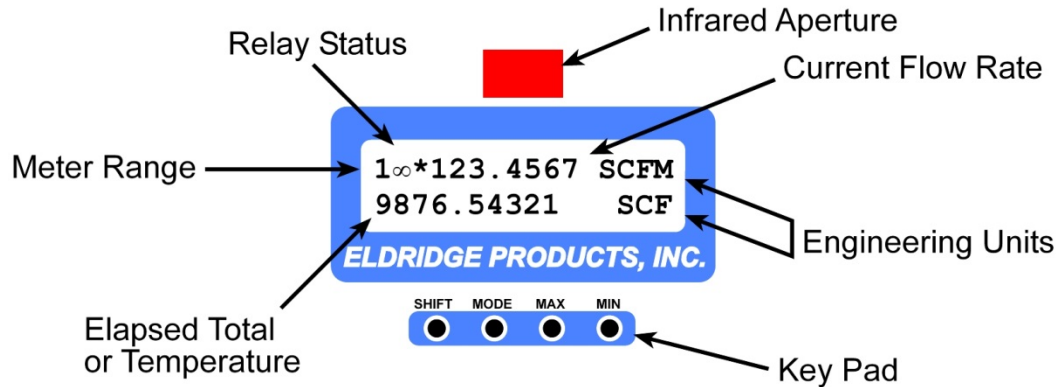 Infrared Aperture
Relay Status
Current Flow Rate
Meter Range
1∞*123.4567 SCFM
9876.54321 SCF
ELDRIDGE PRODUCTS, INC.
Engineering Units
SHIFT MODE MAX MIN
Elapsed Total
or Temperature
Key Pad